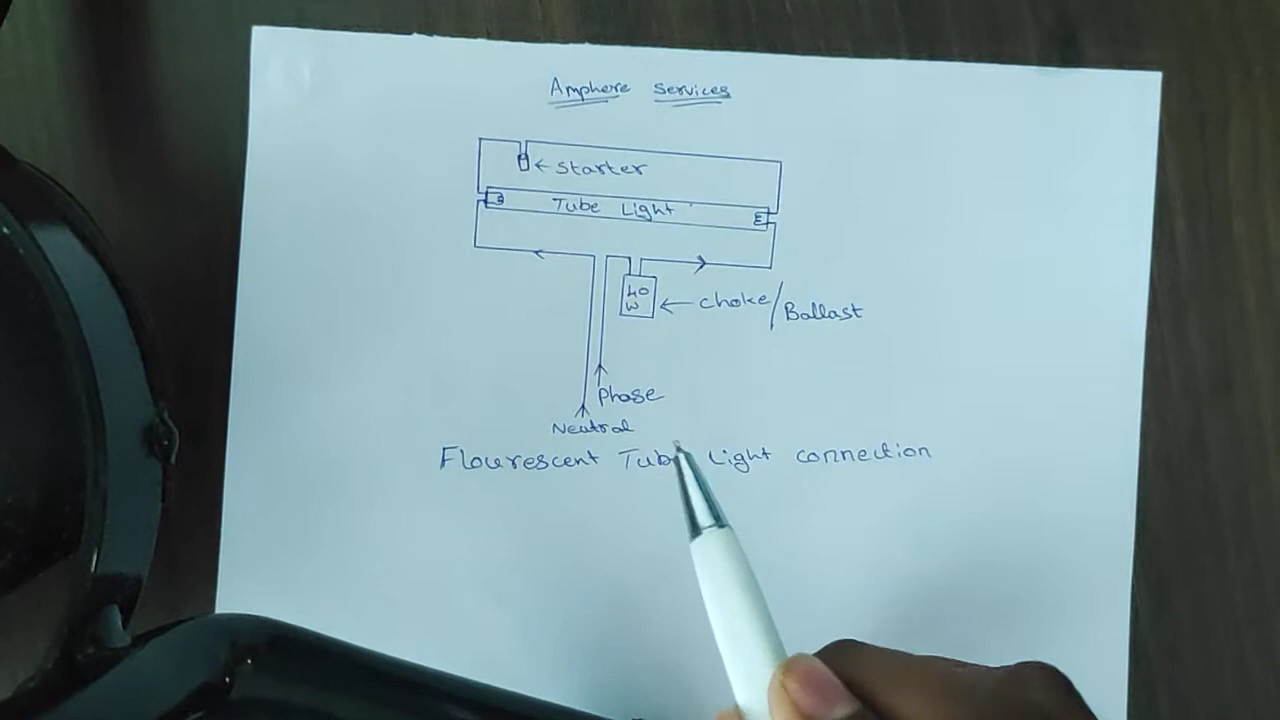 Amphere Services
← Starter
Tube Light
40
W
← choke/Ballast
Phase
Neutral
Flourescent Tube Light connection